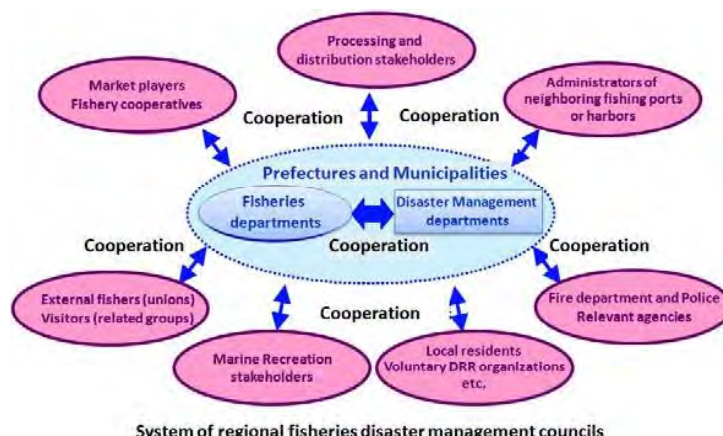 Processing and
distribution stakeholders
Market players
Fishery cooperatives
Administrators of
neighboring fishing ports
or harbors
Cooperation
Cooperation
Prefectures and Municipalities
Fisheries
departments
Disaster Management
departments
Cooperation
Cooperation
Cooperation
External fishers (unions)
Visitors (related groups)
Cooperation
Fire department and Police
Relevant agencies
Marine Recreation
stakeholders
Local residents
Voluntary DRR organizations
etc.
System of regional fisheries disaster management councils